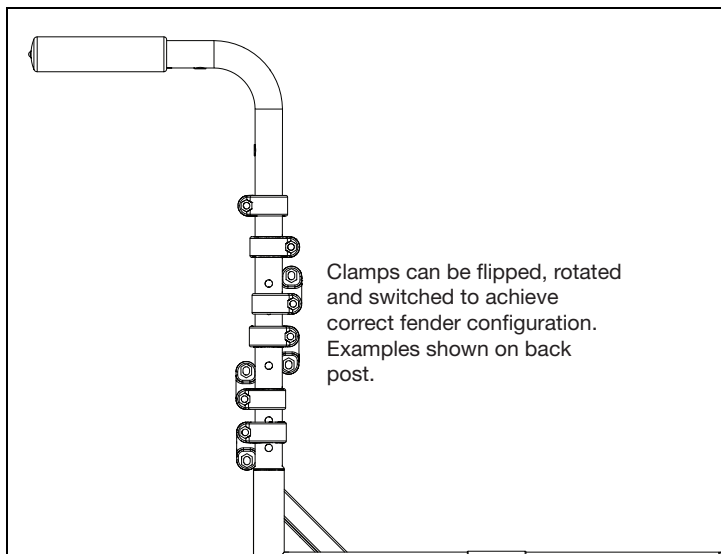 Clamps can be flipped, rotated
and switched to achieve
correct fender configuration.
Examples shown on back
post.